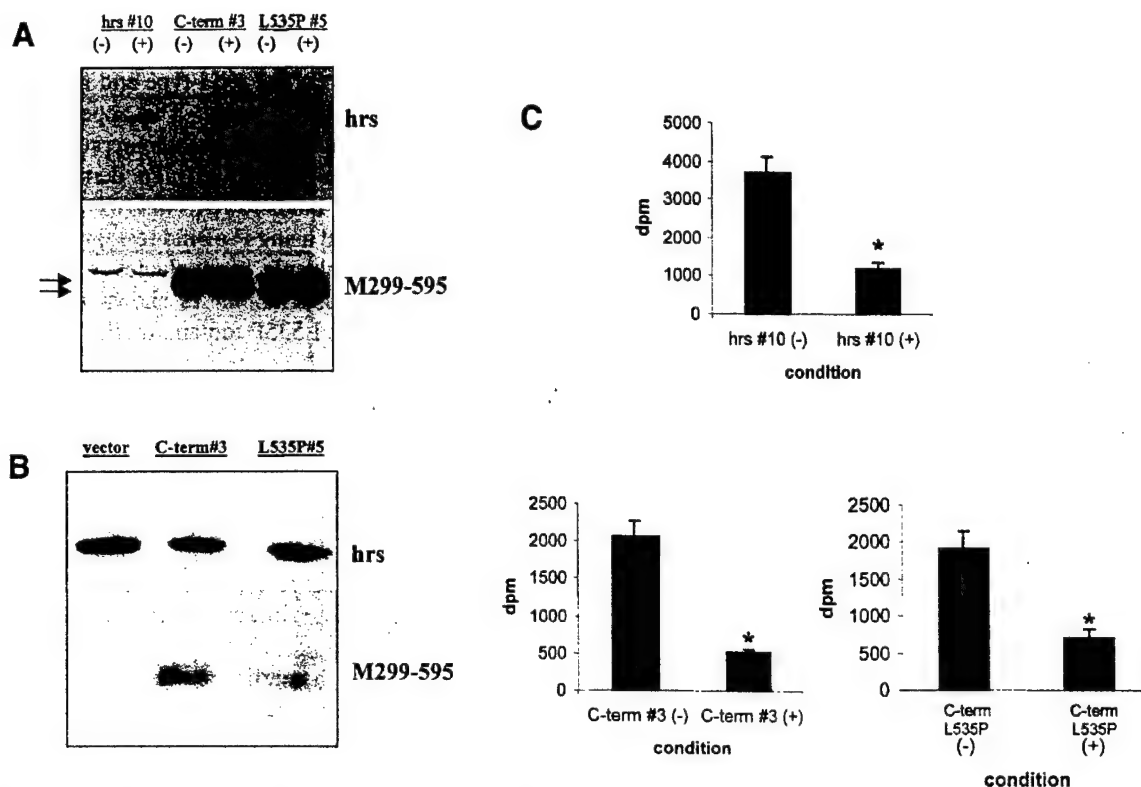 A
hrs #10 C-term #3 L535P #5
(-) (+) (-) (+) (-) (+)
hrs
M299-595
B
vector C-term#3 L535P#5
hrs
M299-595
C
5000
4000
3000
2000
1000
0
dpm
*
hrs #10 (-) hrs #10 (+)
condition
2500
2000
1500
1000
500
0
dpm
*
C-term #3 (-) C-term #3 (+)
condition
2500
2000
1500
1000
500
0
dpm
*
C-term C-term
L535P L535P
(-) (+)
condition